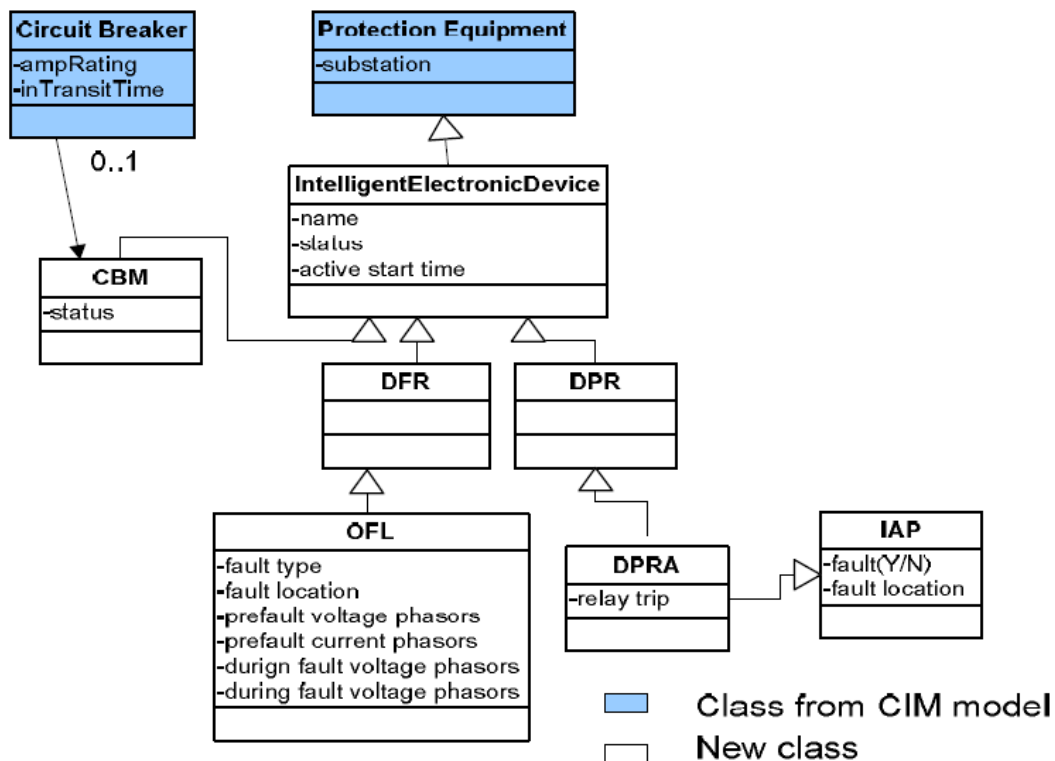 Circuit Breaker
-ampRating
-inTransitTime
0..1
Protection Equipment
-substation
IntelligentElectronicDevice
-name
-status
-active start time
CBM
-status
DFR
DPR
OFL
-fault type
-fault location
-prefault voltage phasors
-prefault current phasors
-durign fault voltage phasors
-during fault voltage phasors
DPRA
-relay trip
IAP
-fault(Y/N)
-fault location
Class from CIM model
New class